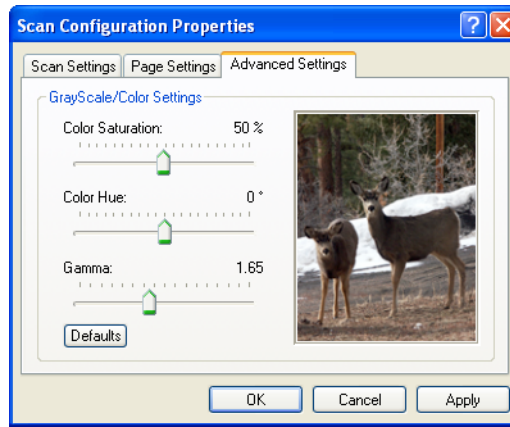 Scan Configuration Properties
Scan Settings Page Settings Advanced Settings
GrayScale/Color Settings
Color Saturation: 50 %
Color Hue: 0 °
Gamma: 1.65
Defaults
OK Cancel Apply